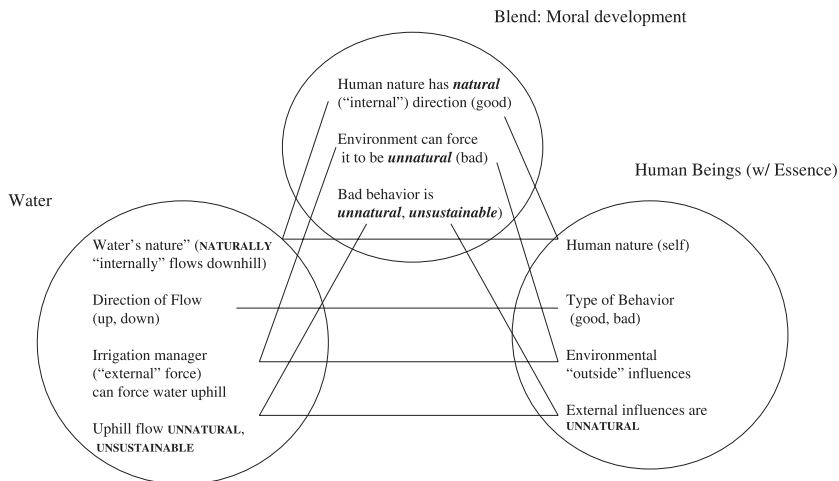 Blend: Moral development
Human nature has natural
(“internal”) direction (good)
Environment can force
it to be unnatural (bad)
Bad behavior is
unnatural, unsustainable)
Water
Water’s nature” (NATURALLY
“internally” flows downhill)
Direction of Flow
(up, down)
Irrigation manager
(“external” force)
can force water uphill
Uphill flow UNNATURAL,
UNSUSTAINABLE
Human Beings (w/ Essence)
Human nature (self)
Type of Behavior
(good, bad)
Environmental
“outside” influences
External influences are
UNNATURAL